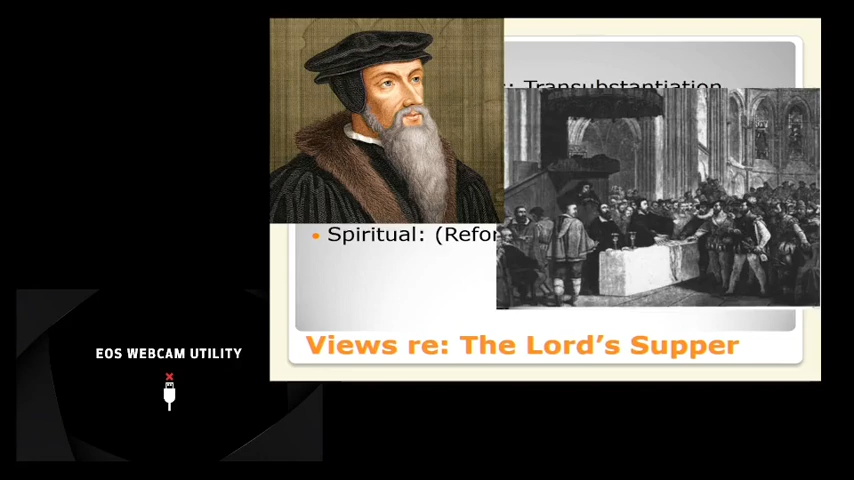 : Transubstantiation
• Spiritual: (Refor
Views re: The Lord’s Supper
EOS WEBCAM UTILITY